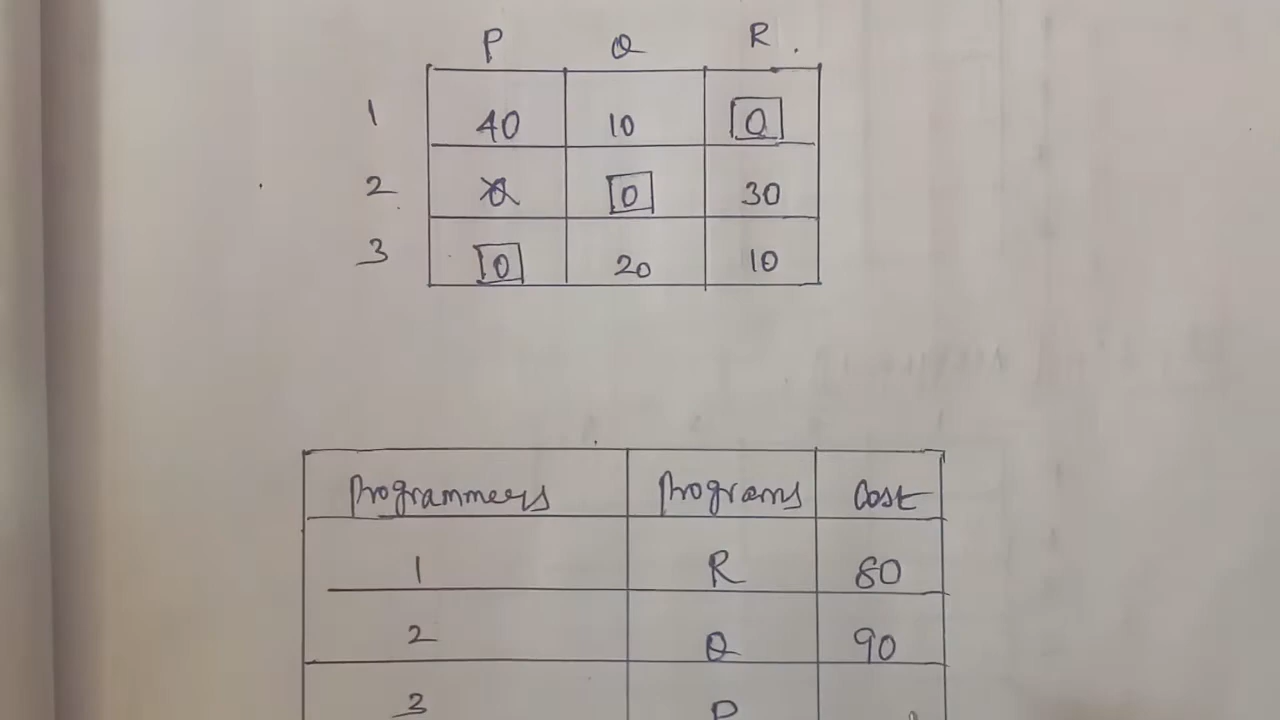 P Q R .
1 40 10 0
2 0 0 30
3 0 20 10
Programmers Programs Cost
1 R 80
2 Q 90
3 P